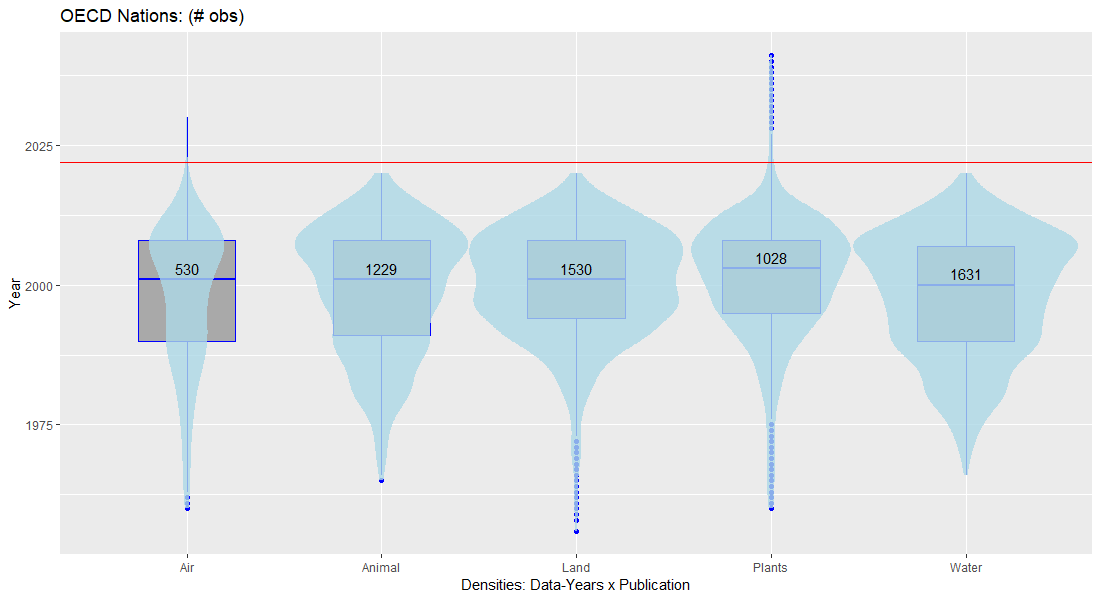 OECD Nations: (# obs)
2025
2000
1975
Year
530
1229
1530
1028
1631
Air
Animal
Land
Plants
Water
Densities: Data-Years x Publication